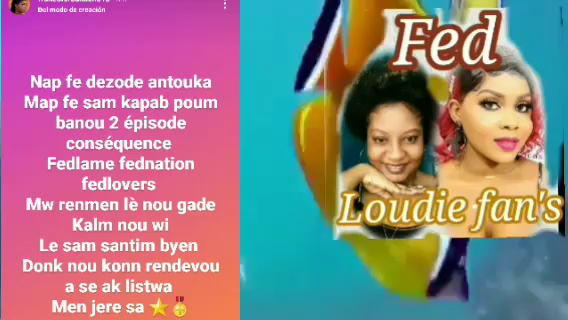 Del modo de creación
Nap fe dezode antouka
Map fe sam kapab poum
banou 2 épisode
conséquence
Fedlame fednation
fedlovers
Mw renmen lè nou gade
Kalm nou wi
Le sam santim byen
Donk nou konn rendevou
a se ak listwa
Men jere sa
Fed
Loudie fan's